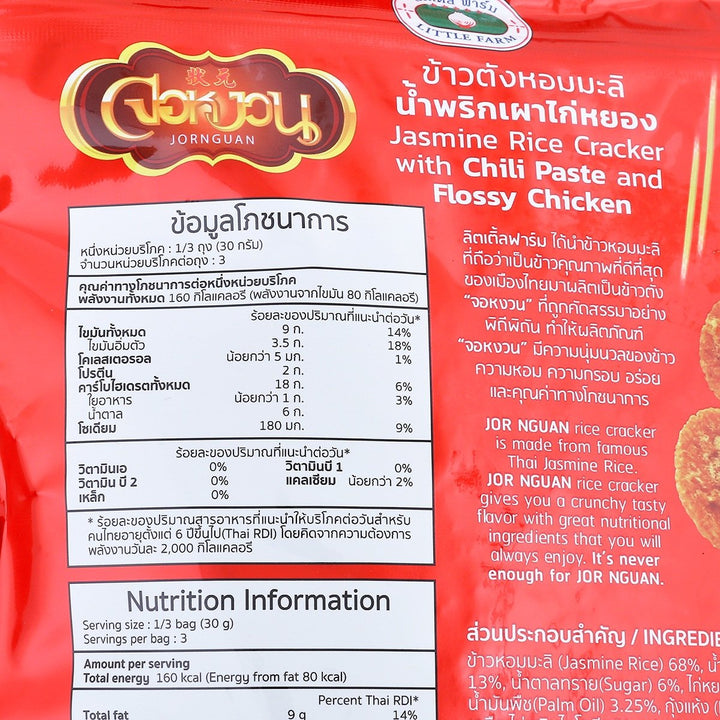 ลิตเติ้ล ฟาร์ม
LITTLE FARM
狀元
จอหงวน
JORNGUAN
ข้าวตังหอมมะลิ
น้ำพริกเผาไก่หยอง
Jasmine Rice Cracker
with Chili Paste and
Flossy Chicken
ข้อมูลโภชนาการ
หนึ่งหน่วยบริโภค : 1/3 ถุง (30 กรัม)
จำนวนหน่วยบริโภคต่อถุง : 3
คุณค่าทางโภชนาการต่อหนึ่งหน่วยบริโภค
พลังงานทั้งหมด 160 กิโลแคลอรี (พลังงานจากไขมัน 80 กิโลแคลอรี)
ร้อยละของปริมาณที่แนะนำต่อวัน*
ไขมันทั้งหมด 9 ก. 14%
ไขมันอิ่มตัว 3.5 ก. 18%
โคเลสเตอรอล น้อยกว่า 5 มก. 1%
โปรตีน 2 ก.
คาร์โบไฮเดรตทั้งหมด 18 ก. 6%
ใยอาหาร น้อยกว่า 1 ก. 3%
น้ำตาล 6 ก.
โซเดียม 180 มก. 9%
ร้อยละของปริมาณที่แนะนำต่อวัน*
วิตามินเอ 0% วิตามินบี 1 0%
วิตามิน บี 2 0% แคลเซียม น้อยกว่า 2%
เหล็ก 0%
* ร้อยละของปริมาณสารอาหารที่แนะนำให้บริโภคต่อวันสำหรับ
คนไทยอายุตั้งแต่ 6 ปีขึ้นไป(Thai RDI) โดยคิดจากความต้องการ
พลังงานวันละ 2,000 กิโลแคลอรี
Nutrition Information
Serving size : 1/3 bag (30 g)
Servings per bag : 3
Amount per serving
Total energy 160 kcal (Energy from fat 80 kcal)
Percent Thai RDI*
Total fat 9 g 14%
ลิตเติ้ลฟาร์ม ได้นำข้าวหอมมะลิ
ที่ถือว่าเป็นข้าวคุณภาพที่ดีที่สุด
ของเมืองไทยมาผลิตเป็นข้าวตัง
“จอหงวน” ที่ถูกคัดสรรมาอย่าง
พิถีพิถัน ทำให้ผลิตภัณฑ์
“จอหงวน” มีความนุ่มนวลของข้าว
ความหอม ความกรอบ อร่อย
และคุณค่าทางโภชนาการ
JOR NGUAN rice cracker
is made from famous
Thai Jasmine Rice.
JOR NGUAN rice cracker
gives you a crunchy tasty
flavor with great nutritional
ingredients that you will
always enjoy. It's never
enough for JOR NGUAN.
ส่วนประกอบสำคัญ / INGREDIE
ข้าวหอมมะลิ (Jasmine Rice) 68%, น้ำ
13%, น้ำตาลทราย(Sugar) 6%, ไก่หย
น้ำมันพืช(Palm Oil) 3.25%, กุ้งแห้ง (